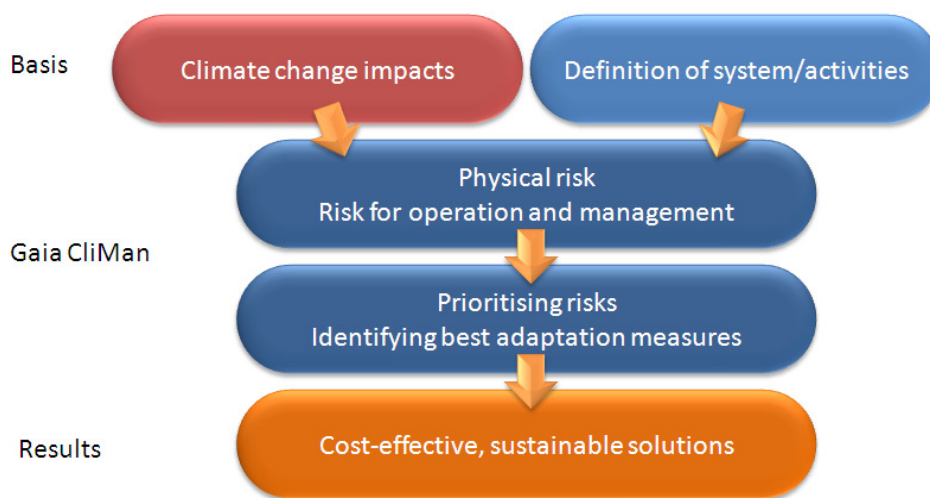 Basis
Climate change impacts
Definition of system/activities
Physical risk
Risk for operation and management
Gaia CliMan
Prioritising risks
Identifying best adaptation measures
Results
Cost-effective, sustainable solutions